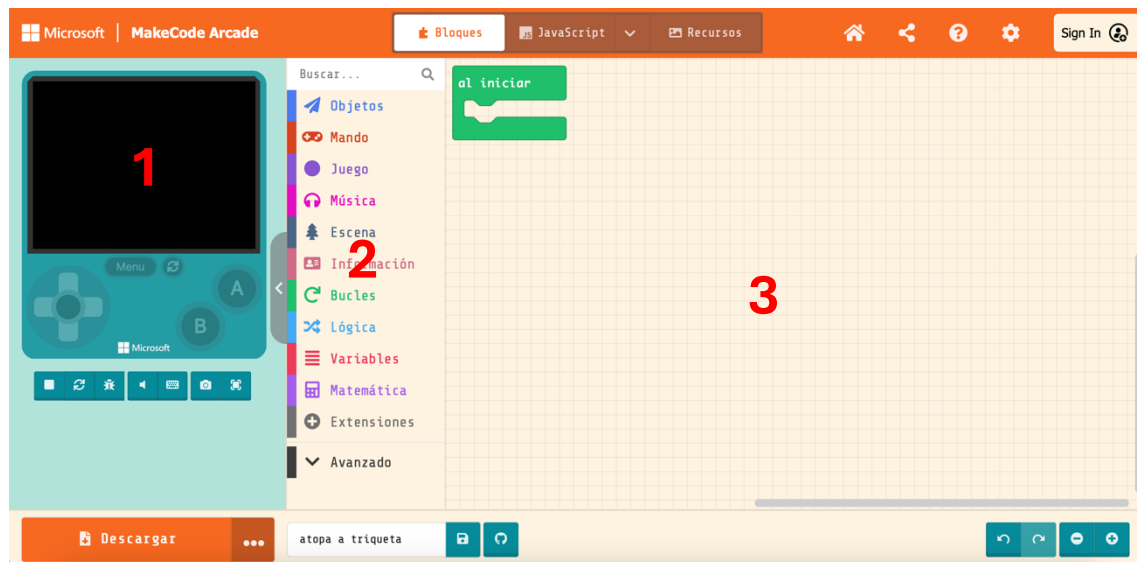 Microsoft | MakeCode Arcade
Bloques
JavaScript
Recursos
Sign In
1
Menu
A
B
Microsoft
Buscar...
Objetos
Mando
Juego
Música
Escena
2
Información
Bucles
Lógica
Variables
Matemática
Extensiones
Avanzado
al iniciar
3
Descargar
atopa a triqueta